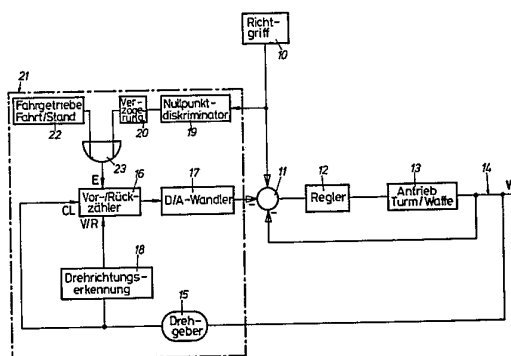 Richt-
griff
10
21
Fahrgetriebe
Fahrt/Stand
22
Ver-
zöge-
rung
20
Nullpunkt-
diskriminator
19
23
E
16
Vor-/Rück-
zähler
CL
V/R
17
D/A-Wandler
11
12
Regler
13
Antrieb
Turm/Waffe
14
V
18
Drehrichtungs-
erkennung
15
Dreh-
geber